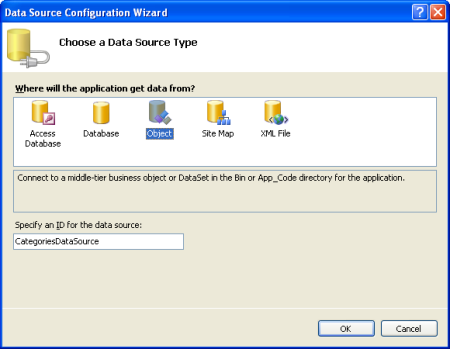 Data Source Configuration Wizard
Choose a Data Source Type
Where will the application get data from?
Access Database
Database
Object
Site Map
XML File
Connect to a middle-tier business object or DataSet in the Bin or App_Code directory for the application.
Specify an ID for the data source:
CategoriesDataSource
OK
Cancel